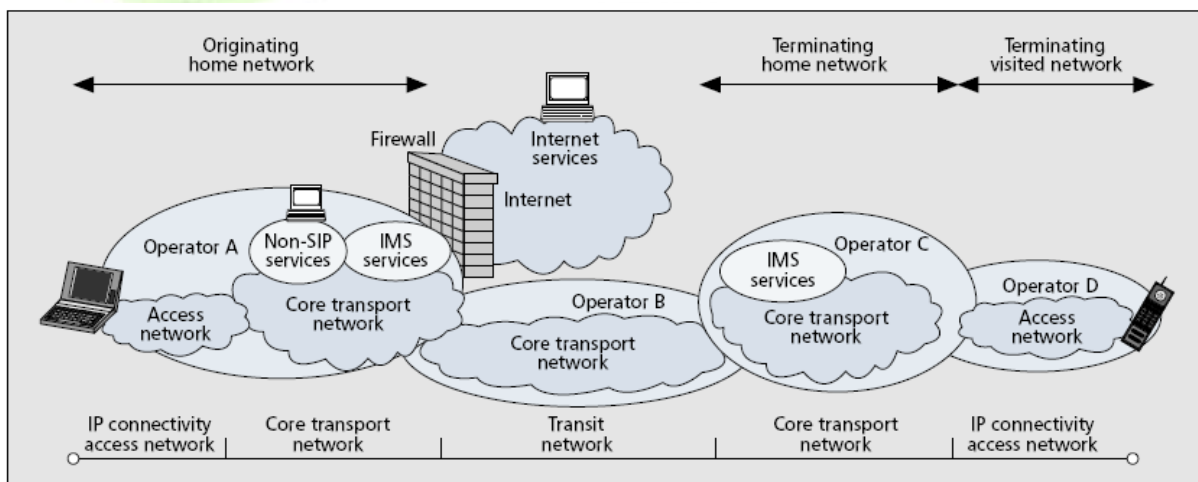 Originating
home network
Terminating
home network
Terminating
visited network
Firewall
Internet
services
Internet
Operator A
Non-SIP
services
IMS
services
Access
network
Core transport
network
Operator B
Core transport
network
Operator C
IMS
services
Core transport
network
Operator D
Access
network
IP connectivity
access network
Core transport
network
Transit
network
Core transport
network
IP connectivity
access network